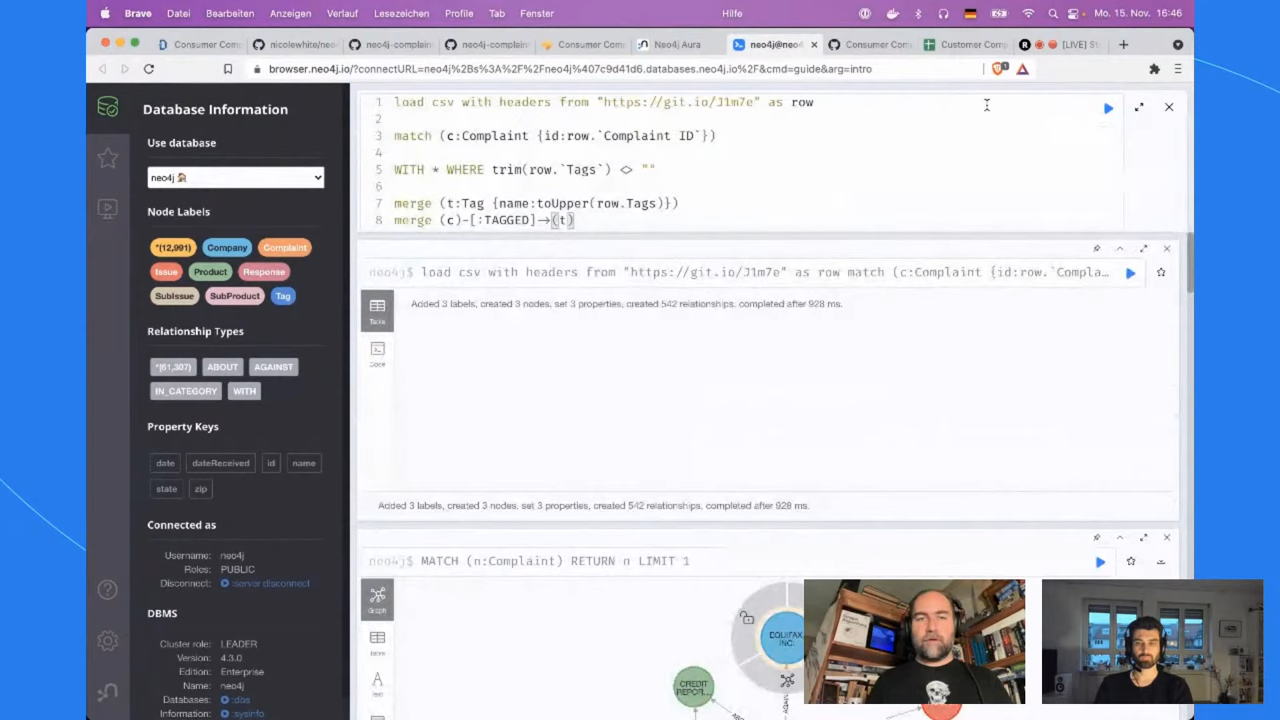 Brave Datei Bearbeiten Anzeigen Verlauf Lesezeichen Profile Tab Fenster Hilfe Mo. 15. Nov. 16:46
Consumer Com nicolewhite/neo neo4j-complain neo4j-complain Consumer Com Neo4j Aura neo4j@neo4 Consumer Com Customer Comp [LIVE] St
browser.neo4j.io/?connectURL=neo4j%2Bs%3A%2F%2Fneo4j%407c9d41d6.databases.neo4j.io%2F&cmd=guide&arg=intro
Database Information
Use database
neo4j
Node Labels
*(12,991) Company Complaint
Issue Product Response
SubIssue SubProduct Tag
Relationship Types
*(61,307) ABOUT AGAINST
IN_CATEGORY WITH
Property Keys
date dateReceived id name
state zip
Connected as
Username: neo4j
Roles: PUBLIC
Disconnect: :server disconnect
DBMS
Cluster role: LEADER
Version: 4.3.0
Edition: Enterprise
Name: neo4j
Databases: :dbs
Information: :sysinfo
1 load csv with headers from "https://git.io/J1m7e" as row
2
3 match (c:Complaint {id:row.`Complaint ID`})
4
5 WITH * WHERE trim(row.`Tags`) <> ""
6
7 merge (t:Tag {name:toUpper(row.Tags)})
8 merge (c)-[:TAGGED]->(t)
neo4j$ load csv with headers from "https://git.io/J1m7e" as row match (c:Complaint {id:row.`Compla…
Table
Added 3 labels, created 3 nodes, set 3 properties, created 542 relationships, completed after 928 ms.
Code
Added 3 labels, created 3 nodes, set 3 properties, created 542 relationships, completed after 928 ms.
neo4j$ MATCH (n:Complaint) RETURN n LIMIT 1
Graph
Table
Text
EQUIFAX, INC.
CREDIT REPOR...